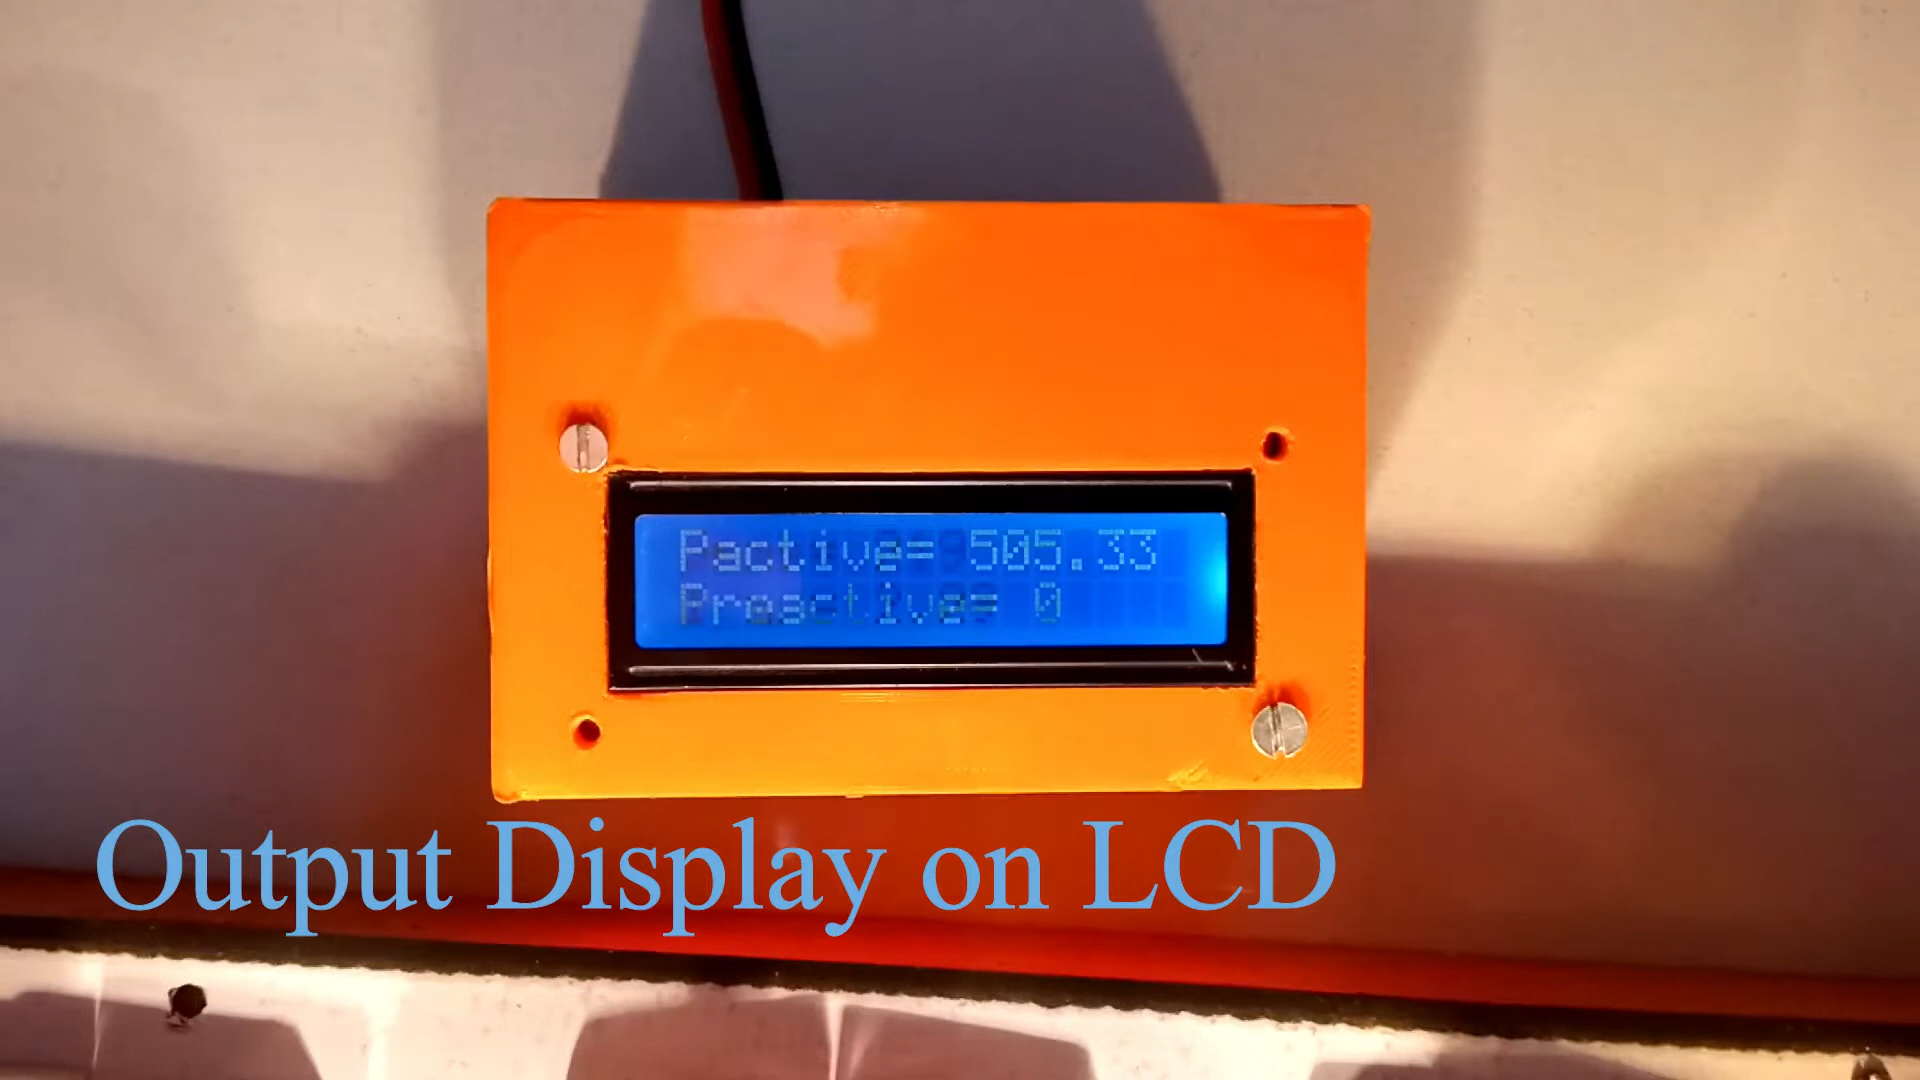 Pactive= 505.33
Preactive= 0
Output Display on LCD